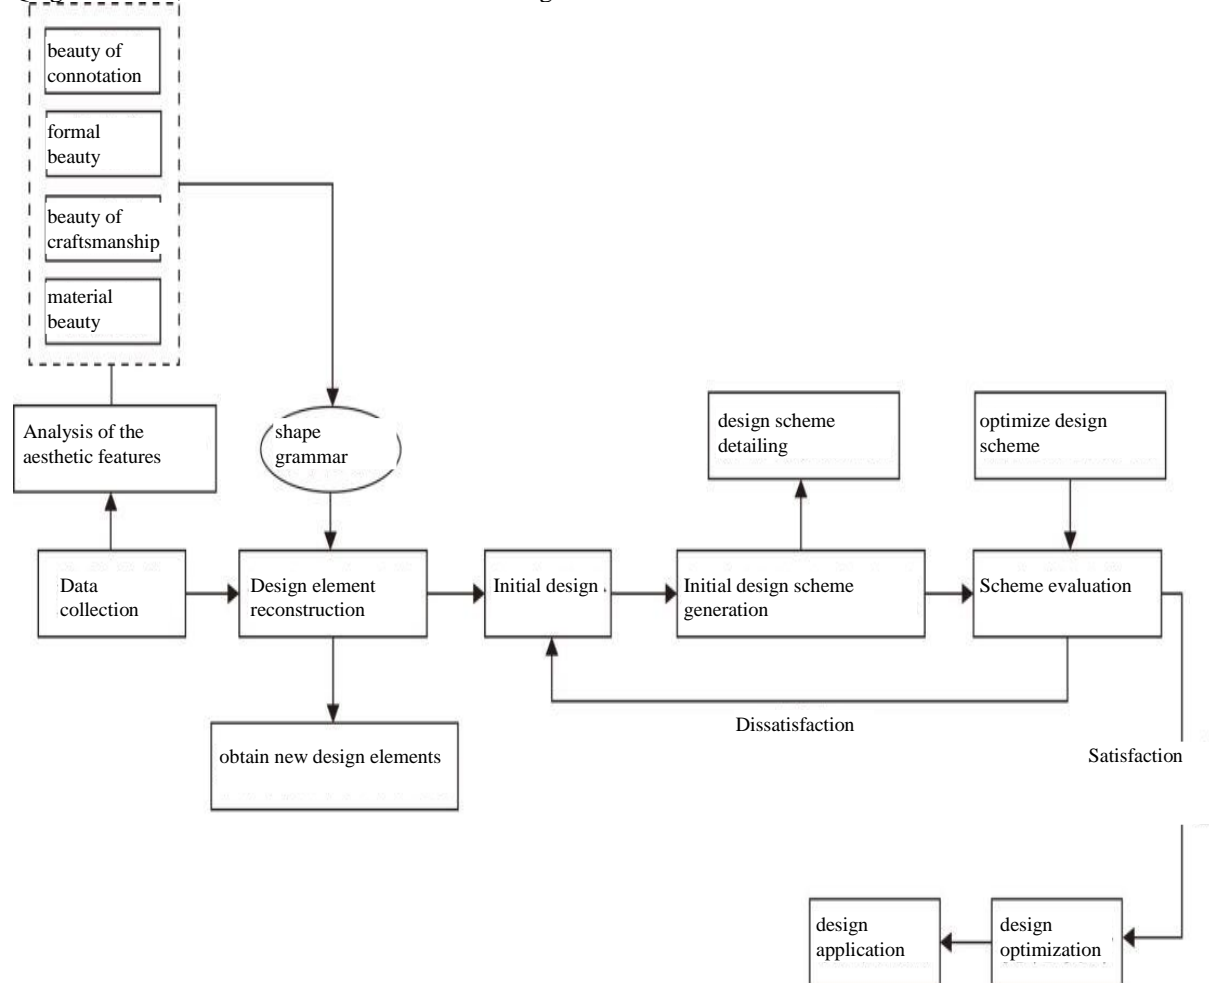 beauty of
connotation
formal
beauty
beauty of
craftsmanship
material
beauty
Analysis of the
aesthetic features
shape
grammar
design scheme
detailing
optimize design
scheme
Data
collection
Design element
reconstruction
Initial design
Initial design scheme
generation
Scheme evaluation
Dissatisfaction
obtain new design elements
Satisfaction
design
application
design
optimization